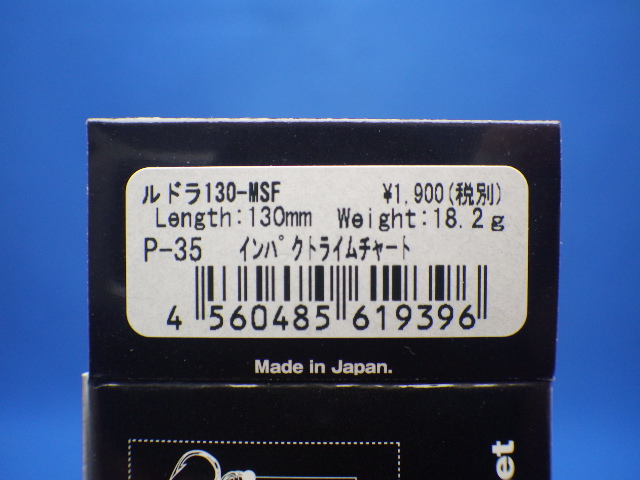 ルドラ130-MSF ¥1,900(税別)
Length:130mm Weight:18.2g
P-35 インパクトライムチャート
4 560485 619396
Made in Japan.
et